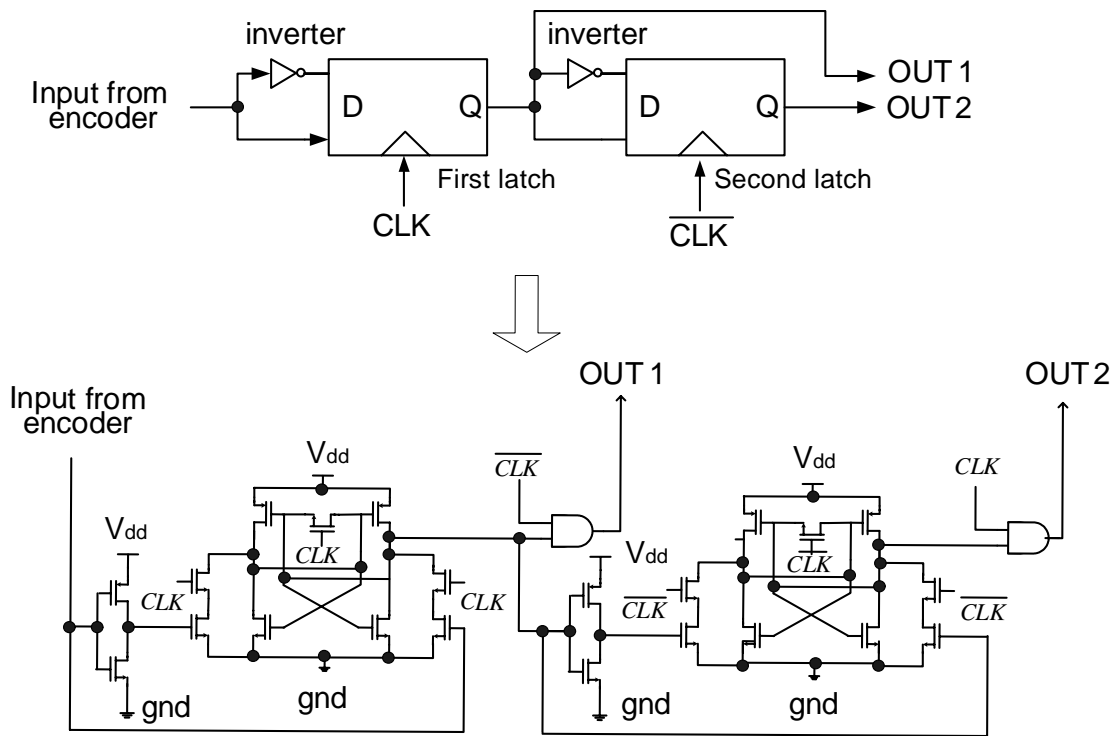 inverter
inverter
Input from
encoder
D
Q
D
Q
OUT 1
OUT 2
First latch
Second latch
CLK
CLK
OUT 1
OUT 2
Input from
encoder
Vdd
CLK
Vdd
CLK
Vdd
CLK
Vdd
CLK
CLK
CLK
CLK
CLK
gnd
gnd
gnd
gnd